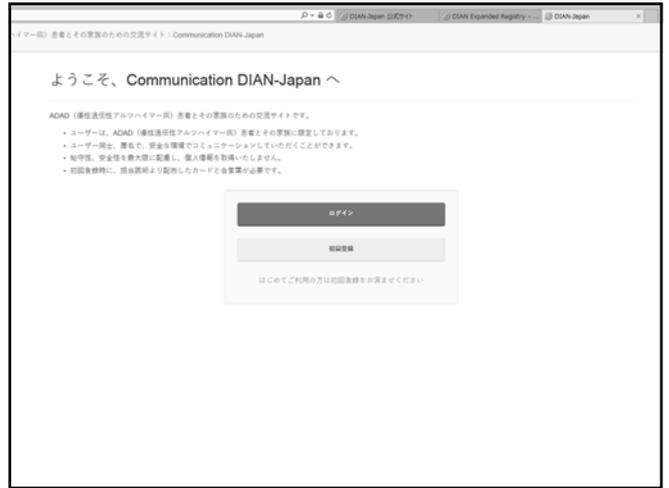 DIAN-Japan 公式サイト
DIAN Expanded Registry - ...
DIAN-Japan
イマー病）患者とその家族のための交流サイト | Communication DIAN-Japan
ようこそ、Communication DIAN-Japan へ
ADAD（優性遺伝性アルツハイマー病）患者とその家族のための交流サイトです。
・ユーザーは、ADAD（優性遺伝性アルツハイマー病）患者とその家族に限定しております。
・ユーザー同士、匿名で、安全な環境でコミュニケーションしていただくことができます。
・秘守性、安全性を最大限に配慮し、個人情報を取得いたしません。
・初回登録時に、担当医師より配布したカードと合言葉が必要です。
ログイン
初回登録
はじめてご利用の方は初回登録をお済ませください